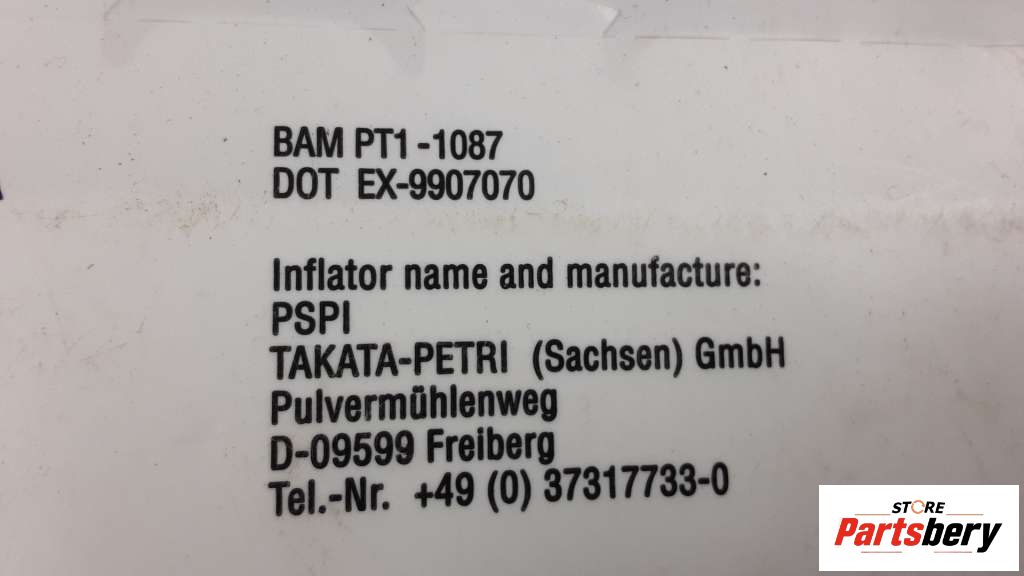 BAM PT1 -1087
DOT EX-9907070
Inflator name and manufacture:
PSPI
TAKATA-PETRI (Sachsen) GmbH
Pulvermühlenweg
D-09599 Freiberg
Tel.-Nr. +49 (0) 37317733-0
STORE
Partsbery